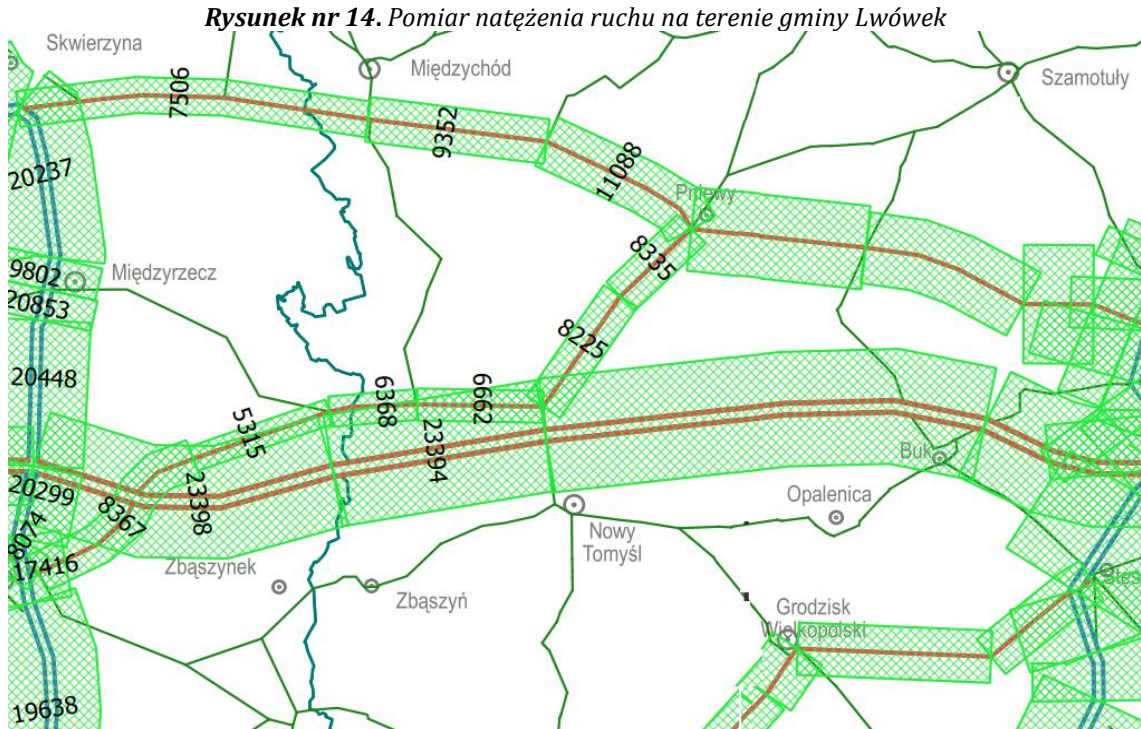 Rysunek nr 14. Pomiar natężenia ruchu na terenie gminy Lwówek
Skwierzyna
Międzychód
Szamotuły
7506
9352
11088
20237
Pniewy
8335
9802
Międzyrzecz
20853
8225
20448
6368
6662
5315
23394
Buk
20299
23398
8367
Opalenica
8074
Nowy
Tomyśl
17416
Zbąszynek
Zbąszyń
Grodzisk
Wielkopolski
19638